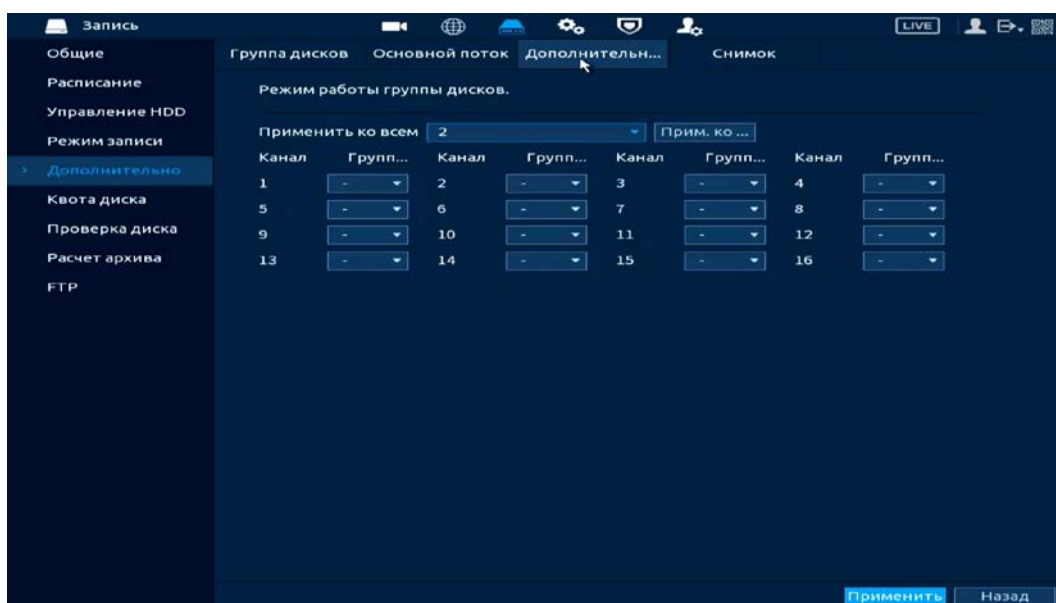 Запись LIVE
Общие
Расписание
Управление HDD
Режим записи
Дополнительно
Квота диска
Проверка диска
Расчет архива
FTP
Группа дисков Основной поток Дополнительн... Снимок
Режим работы группы дисков.
Применить ко всем 2 Прим. ко ...
Канал Групп... Канал Групп... Канал Групп... Канал Групп...
1 - 2 - 3 - 4 -
5 - 6 - 7 - 8 -
9 - 10 - 11 - 12 -
13 - 14 - 15 - 16 -
Применить Назад